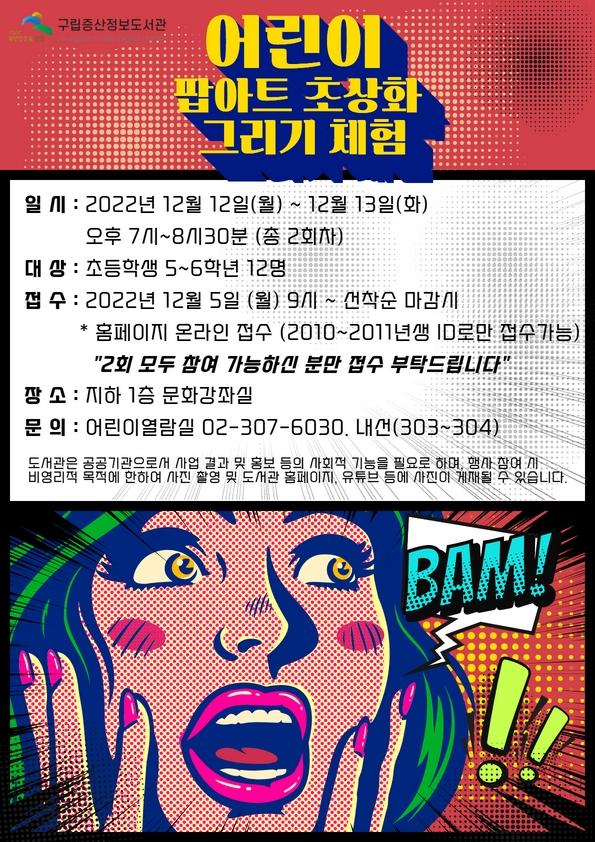 구립증산정보도서관
어린이
팝아트 초상화
그리기 체험
일 시 : 2022년 12월 12일(월) ~ 12월 13일(화)
오후 7시~8시30분 (총 2회차)
대 상 : 초등학생 5~6학년 12명
접 수 : 2022년 12월 5일 (월) 9시 ~ 선착순 마감시
* 홈페이지 온라인 접수 (2010~2011년생 ID로만 접수가능)
"2회 모두 참여 가능하신 분만 접수 부탁드립니다"
장 소 : 지하 1층 문화강좌실
문 의 : 어린이열람실 02-307-6030, 내선(303~304)
도서관은 공공기관으로서 사업 결과 및 홍보 등의 사회적 기능을 필요로 하며, 행사 참여 시
비영리적 목적에 한하여 사진 촬영 및 도서관 홈페이지, 유튜브 등에 사진이 게재될 수 있습니다.
BAM!
!!